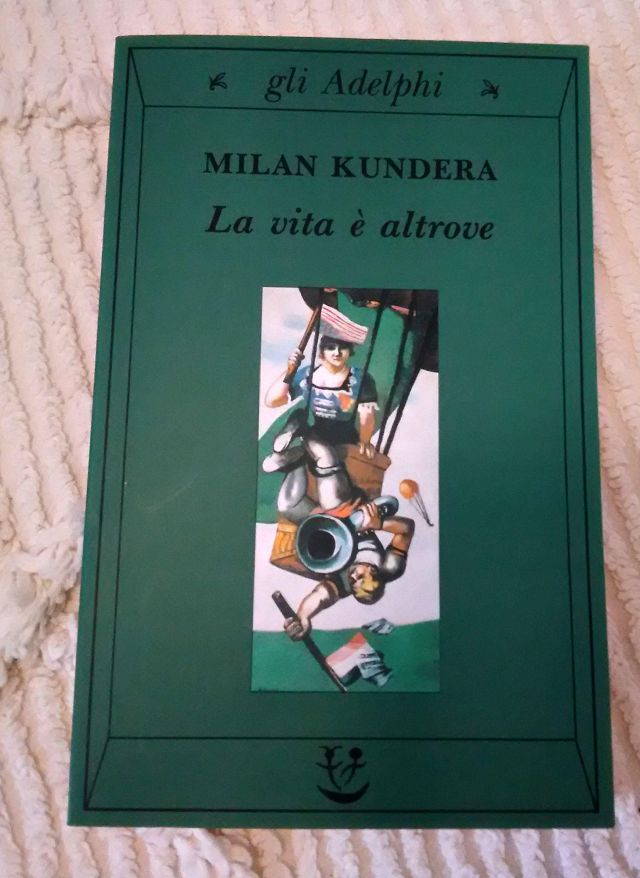 gli Adelphi
MILAN KUNDERA
La vita è altrove